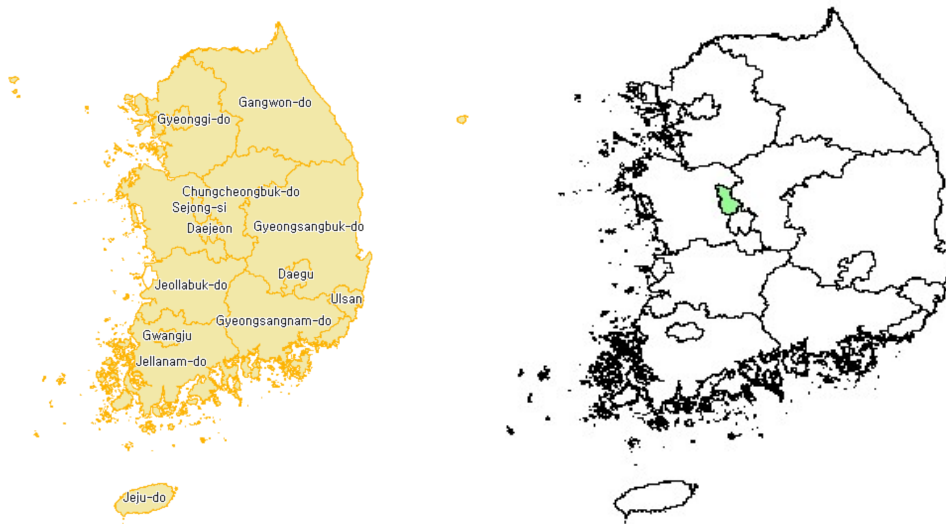 Gangwon-do
Gyeonggi-do
Chungcheongbuk-do
Sejong-si
Gyeongsangbuk-do
Daejeon
Daegu
Jeollabuk-do
Ulsan
Gyeongsangnam-do
Gwangju
Jellanam-do
Jeju-do